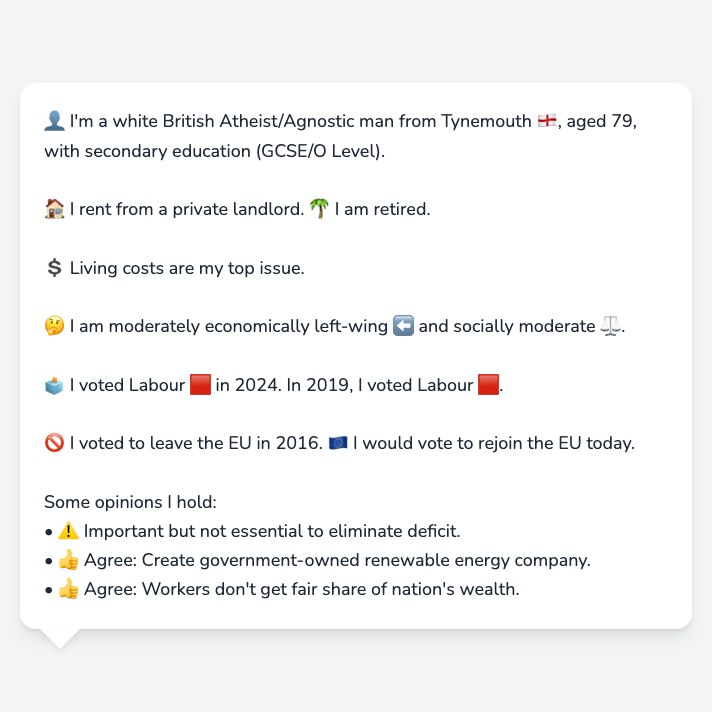 👤 I'm a white British Atheist/Agnostic man from Tynemouth 🏴󠁧󠁢󠁥󠁮󠁧󠁿, aged 79,
with secondary education (GCSE/O Level).
🏠 I rent from a private landlord. 🌴 I am retired.
💲 Living costs are my top issue.
🤔 I am moderately economically left-wing ⬅️ and socially moderate ⚖️.
🗳️ I voted Labour 🟥 in 2024. In 2019, I voted Labour 🟥.
🚫 I voted to leave the EU in 2016. 🇪🇺 I would vote to rejoin the EU today.
Some opinions I hold:
• ⚠️ Important but not essential to eliminate deficit.
• 👍 Agree: Create government-owned renewable energy company.
• 👍 Agree: Workers don't get fair share of nation's wealth.